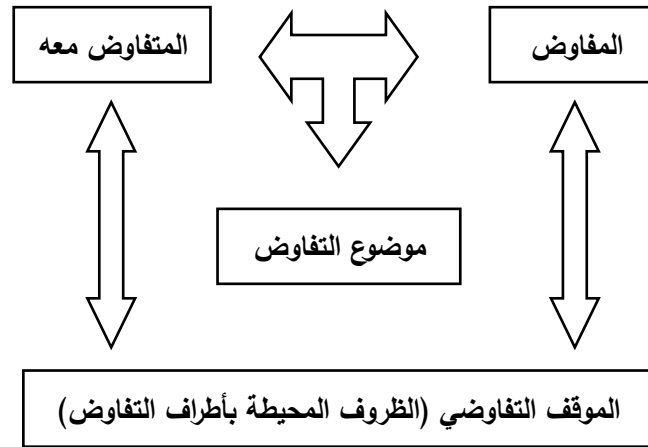 المفاوض
المتفاوض معه
موضوع التفاوض
الموقف التفاوضي (الظروف المحيطة بأطراف التفاوض)